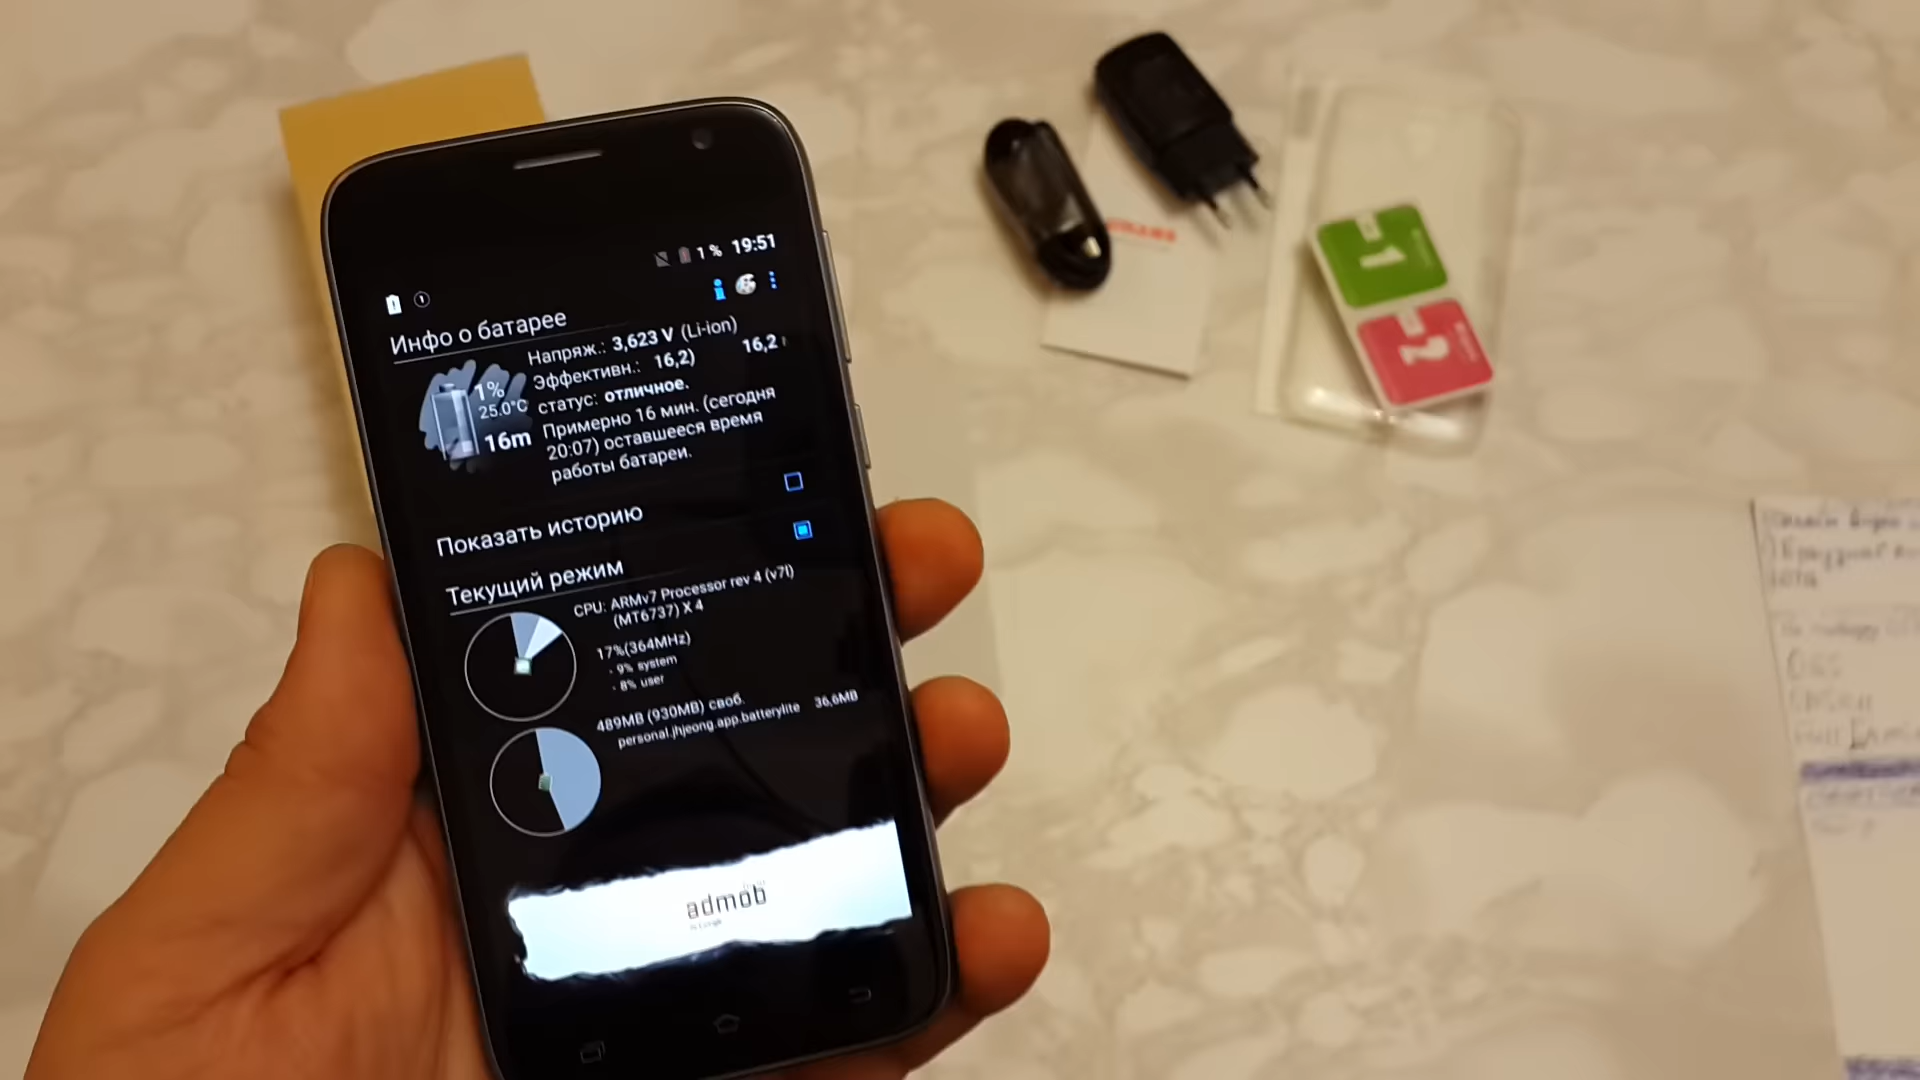 1 % 19:51
Инфо о батарее
Напряж.: 3,623 V (Li-ion)
Эффективн.: 16,2) 16,2
статус: отличное.
Примерно 16 мин. (сегодня
20:07) оставшееся время
работы батареи.
1%
25.0°C
16m
Показать историю
Текущий режим
CPU: ARMv7 Processor rev 4 (v7l)
(MT6737) X 4
17%(364MHz)
- 9% system
- 8% user
489MB (930MB) своб.
personal.jhjeong.app.batterylite 36,6MB
admob
1
2